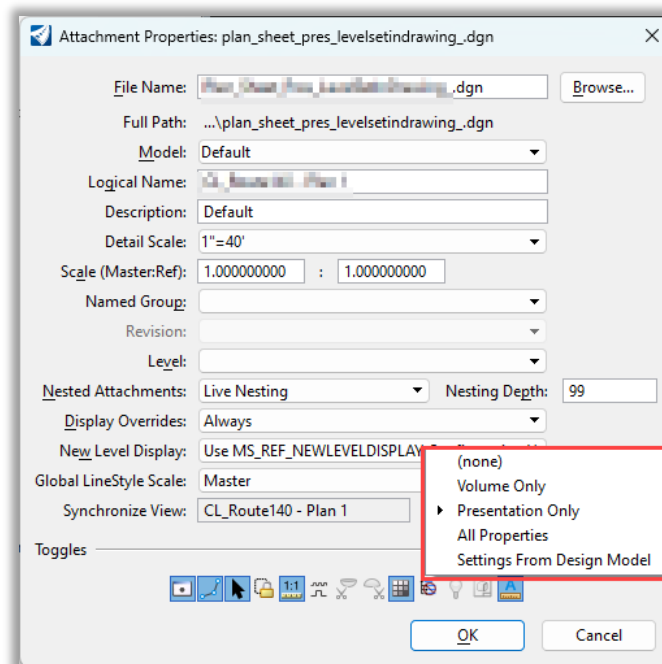 Attachment Properties: plan_sheet_pres_levelsetindrawing_.dgn
File Name: .dgn Browse...
Full Path: ...\plan_sheet_pres_levelsetindrawing_.dgn
Model: Default
Logical Name:
Description: Default
Detail Scale: 1"=40'
Scale (Master:Ref): 1.000000000 : 1.000000000
Named Group:
Revision:
Level:
Nested Attachments: Live Nesting Nesting Depth: 99
Display Overrides: Always
New Level Display: Use MS_REF_NEWLEVELDISPLAY
Global LineStyle Scale: Master
Synchronize View: CL_Route140 - Plan 1
(none)
Volume Only
Presentation Only
All Properties
Settings From Design Model
Toggles
1:1
A
OK Cancel